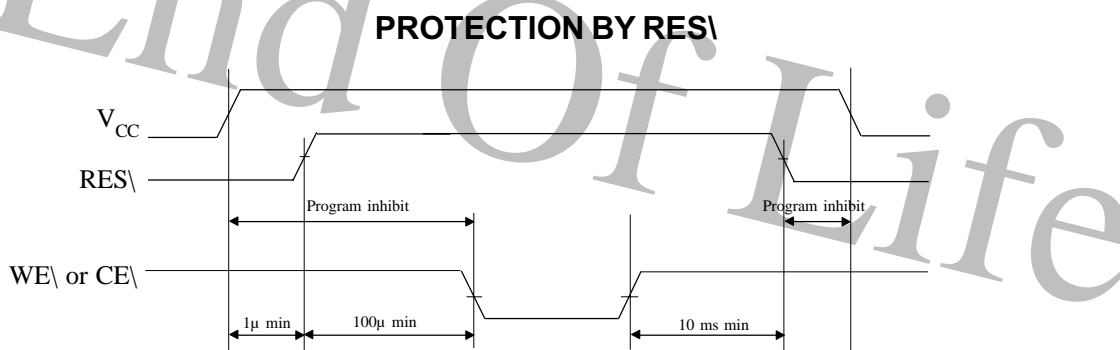 PROTECTION BY RES\
End Of Life
VCC
RES\
Program inhibit
Program inhibit
WE\ or CE\
1μ min
100μ min
10 ms min